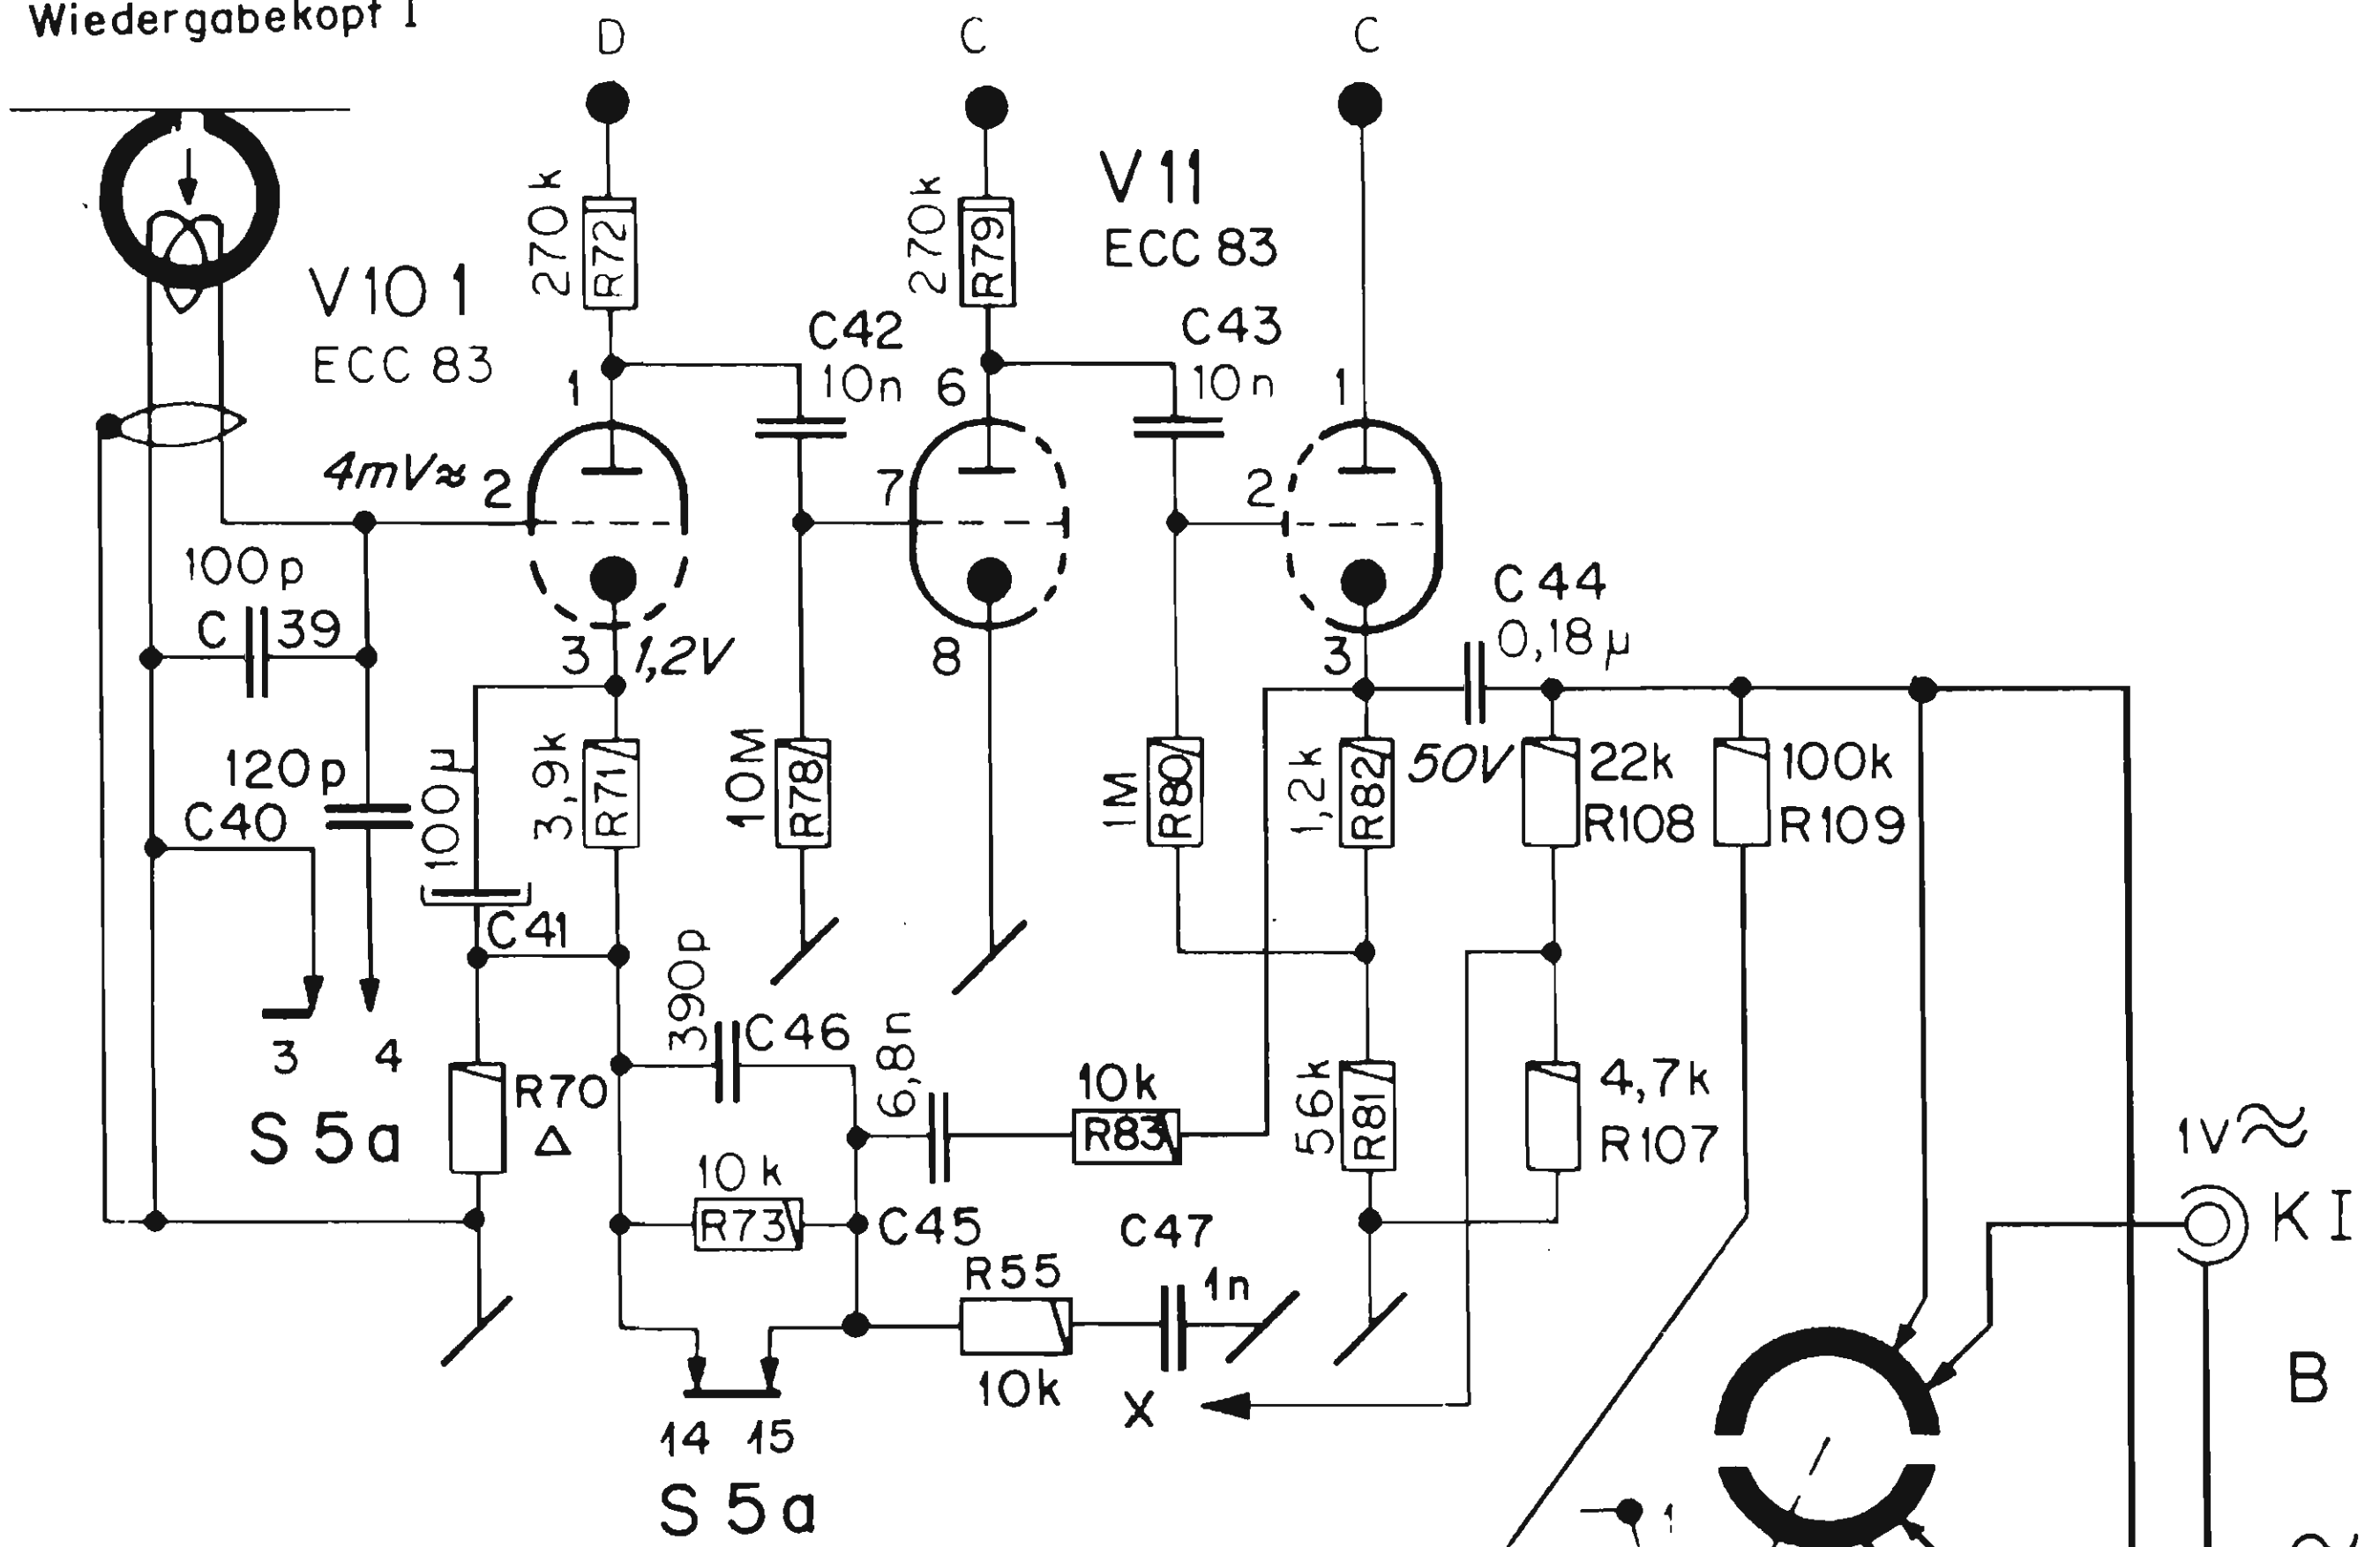 Wiedergabekopf I
D
C
C
270k
R72
270k
R79
V11
ECC 83
V101
ECC 83
C42
10n
C43
10n
1
6
1
4mV≈
2
7
2
100p
C 39
3
1,2V
8
3
C 44
0,18µ
120p
C40
100µ
3,9k
R71
10M
R78
1M
R80
1,2k
R82
50V
22k
R108
100k
R109
C41
390p
C46
6,8n
3
4
S 5a
R70
Δ
10k
R83
56k
R81
4,7k
R107
1V≈
K I
10 k
R73
C45
R55
10k
C47
1n
X
B
14
15
S 5a
1